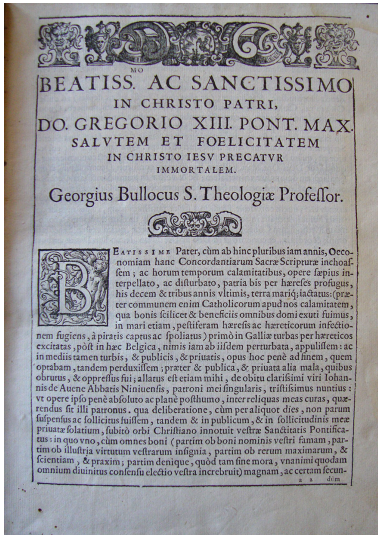 BEATISS.MO AC SANCTISSIMO
IN CHRISTO PATRI,
DO. GREGORIO XIII. PONT. MAX.
SALVTEM ET FOELICITATEM
IN CHRISTO IESV PRECATVR
IMMORTALEM.
Georgius Bullocus S. Theologiæ Professor.
BEATISSIME Pater, cùm ab hinc pluribus iam annis, Oeco-
nomiam hanc Concordantiarum Sacræ Scripturæ inchoas-
sem; ac horum temporum calamitatibus, opere sæpius in-
terpellato, ac disturbato, patria bis per hæreses profugus,
his decem & tribus annis vltimis, terra mariq; iactatus: (præ-
ter communem enim Catholicorum apud nos calamitatem,
qua bonis scilicet & beneficiis omnibus domi exuti fuimus,
in mari etiam, pestiferam hæresis ac hæreticorum infectio-
nem fugiens, à piratis captus ac spoliatus) primò in Galliæ turbas per hæreticos
excitatas, pòst in hæc Belgica, nimis iam ab iisdem perturbata, appulissem: ac
in mediis tamen turbis, & publicis, & priuatis, opus hoc penè ad finem, quem
optabam, tandem perduxissem; præter & publica, & priuata alia mala, quibus
obrutus, & oppressus fui; allatus est etiam mihi, de obitu clarissimi viri Iohan-
nis de Auene Abbatis Niniuensis, patroni mei singularis, tristissimus nuntius: vt
vt opere ipso penè absoluto ac planè posthumo, inter reliquas meas curas, quæ-
rendus sit illi patronus. qua deliberatione, cùm per aliquot dies, non parum
suspensus ac sollicitus fuissem, tandem & in publicum, & in sollicitudinis meæ
priuatæ solatium, subitò orbi Christiano innotuit vestræ Sanctitatis Pontifica-
tus: in quo vno, cùm omnes boni (partim ob boni nominis vestri famam; par-
tim ob illustria virtutum vestrarum insignia; partim ob rerum maximarum, &
scientiam, & praxim; partim denique, quòd tam sine mora, vnanimi quodam
omnium diuinitus consensu electio vestra increbruit) magnam, ac certam secun-
dam